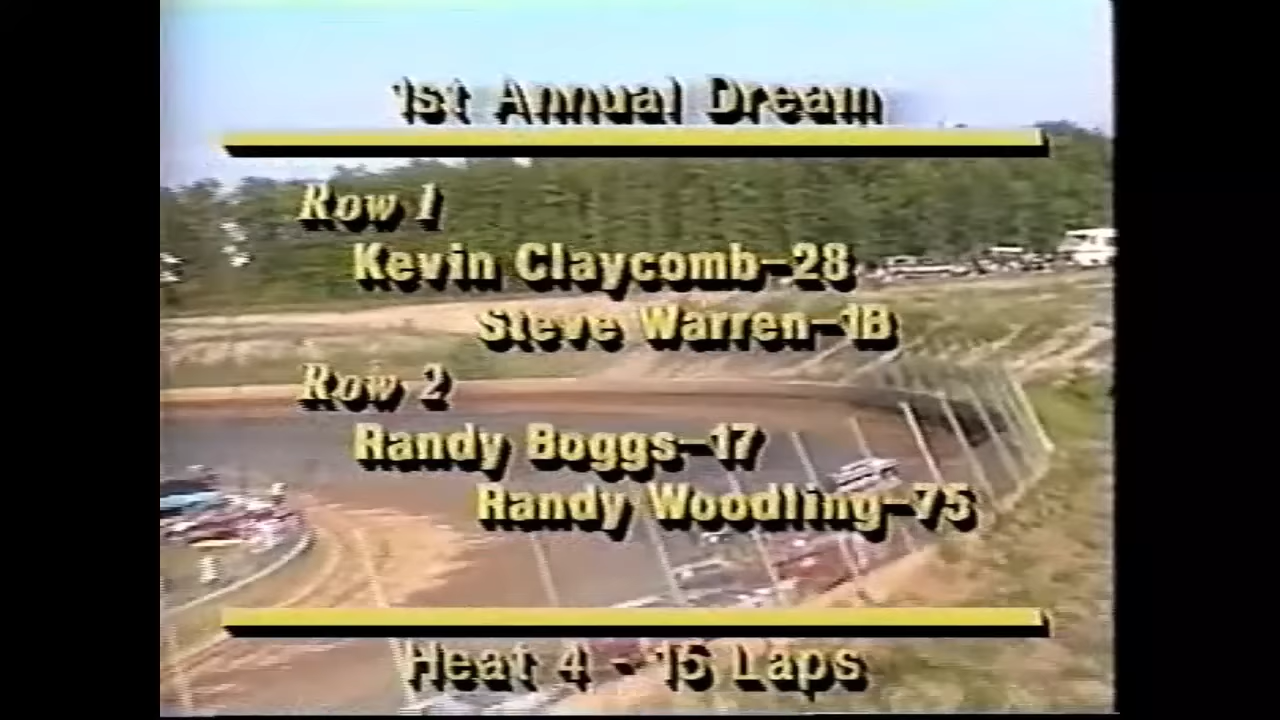 1st Annual Dream
Row 1
Kevin Claycomb-28
Steve Warren-1B
Row 2
Randy Boggs-17
Randy Woodling-75
Heat 4 - 15 Laps